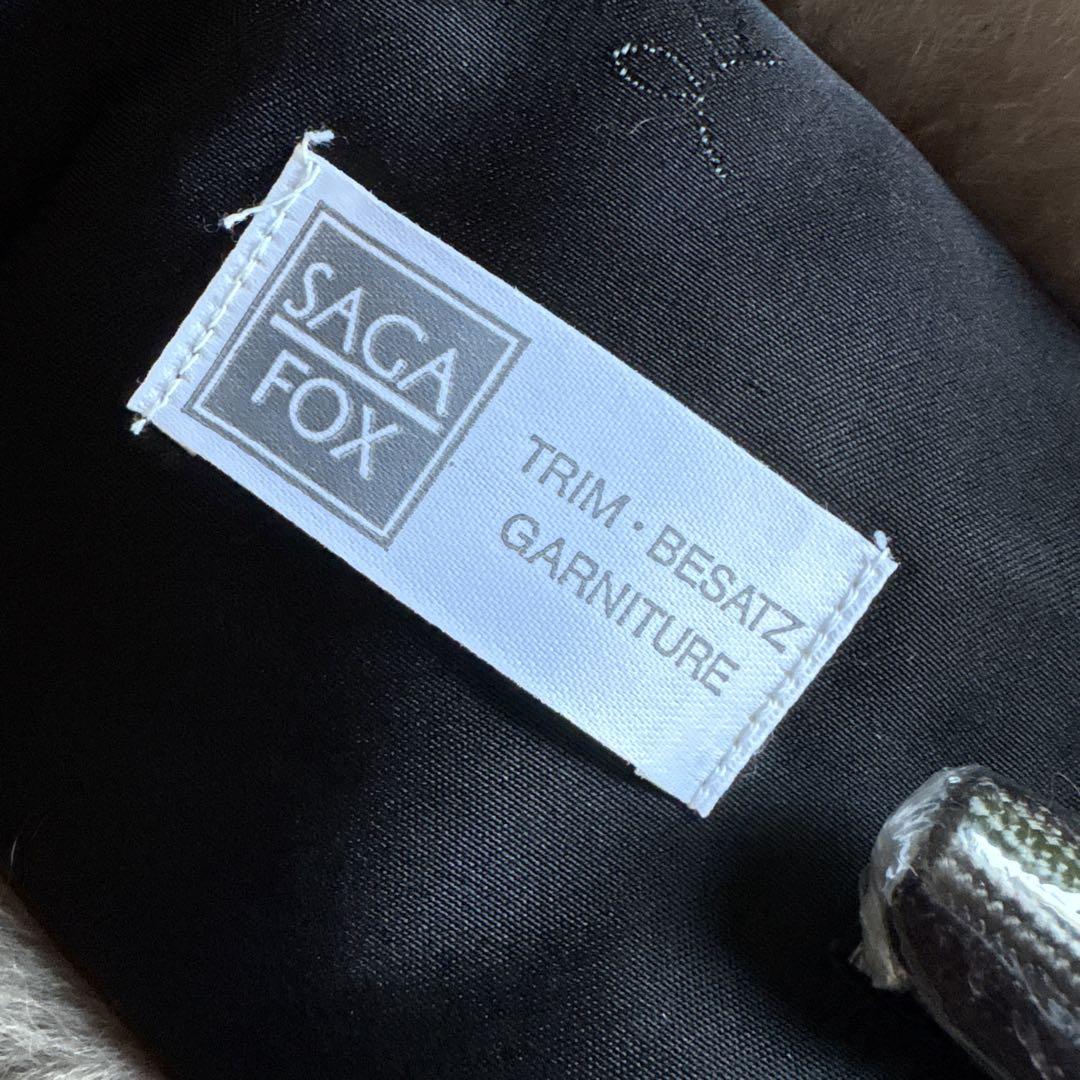 SAGA
FOX
TRIM · BESATZ
GARNITURE